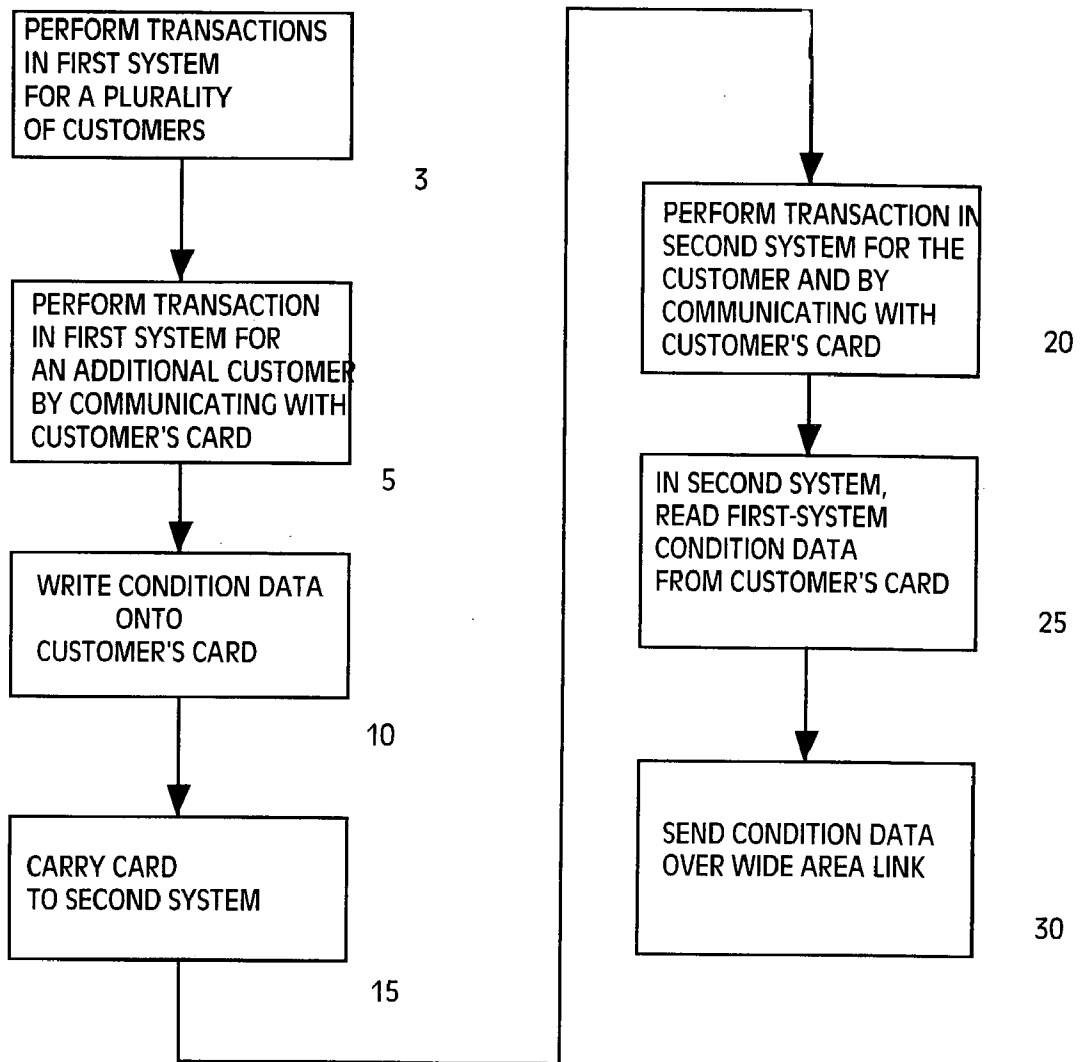 PERFORM TRANSACTIONS
IN FIRST SYSTEM
FOR A PLURALITY
OF CUSTOMERS
3
PERFORM TRANSACTION
IN FIRST SYSTEM FOR
AN ADDITIONAL CUSTOMER
BY COMMUNICATING WITH
CUSTOMER'S CARD
5
WRITE CONDITION DATA
ONTO
CUSTOMER'S CARD
10
CARRY CARD
TO SECOND SYSTEM
15
PERFORM TRANSACTION IN
SECOND SYSTEM FOR THE
CUSTOMER AND BY
COMMUNICATING WITH
CUSTOMER'S CARD
20
IN SECOND SYSTEM,
READ FIRST-SYSTEM
CONDITION DATA
FROM CUSTOMER'S CARD
25
SEND CONDITION DATA
OVER WIDE AREA LINK
30